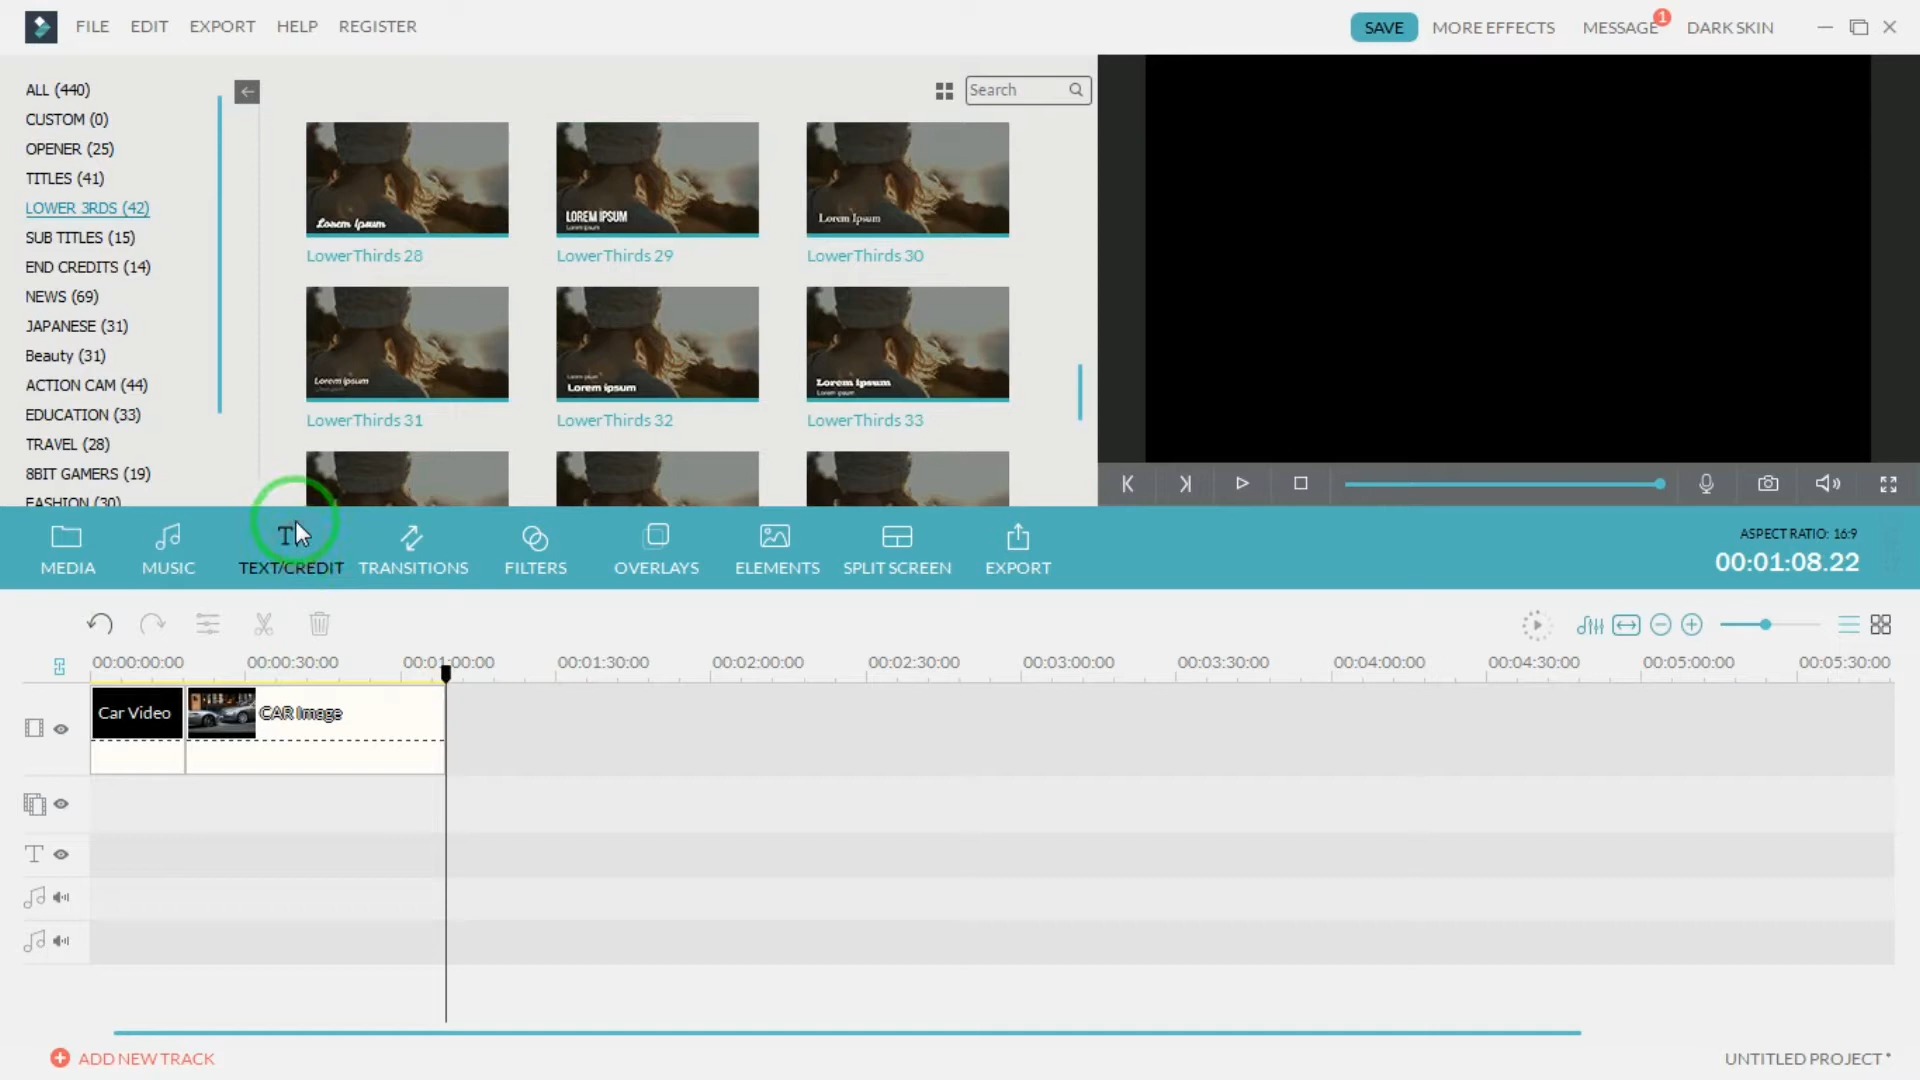 FILE EDIT EXPORT HELP REGISTER
SAVE MORE EFFECTS MESSAGE 1 DARK SKIN
ALL (440)
CUSTOM (0)
OPENER (25)
TITLES (41)
LOWER 3RDS (42)
SUB TITLES (15)
END CREDITS (14)
NEWS (69)
JAPANESE (31)
Beauty (31)
ACTION CAM (44)
EDUCATION (33)
TRAVEL (28)
8BIT GAMERS (19)
FASHION (30)
Search
Lorem Ipsum
LOREM IPSUM
Lorem Ipsum
Lorem Ipsum
LowerThirds 28
LowerThirds 29
LowerThirds 30
Lorem ipsum
Lorem ipsum
Lorem ipsum
LowerThirds 31
LowerThirds 32
LowerThirds 33
MEDIA
MUSIC
TEXT/CREDIT
TRANSITIONS
FILTERS
OVERLAYS
ELEMENTS
SPLIT SCREEN
EXPORT
ASPECT RATIO: 16:9
00:01:08.22
00:00:00:00 00:00:30:00 00:01:00:00 00:01:30:00 00:02:00:00 00:02:30:00 00:03:00:00 00:03:30:00 00:04:00:00 00:04:30:00 00:05:00:00 00:05:30:00
Car Video
CAR Image
ADD NEW TRACK
UNTITLED PROJECT *